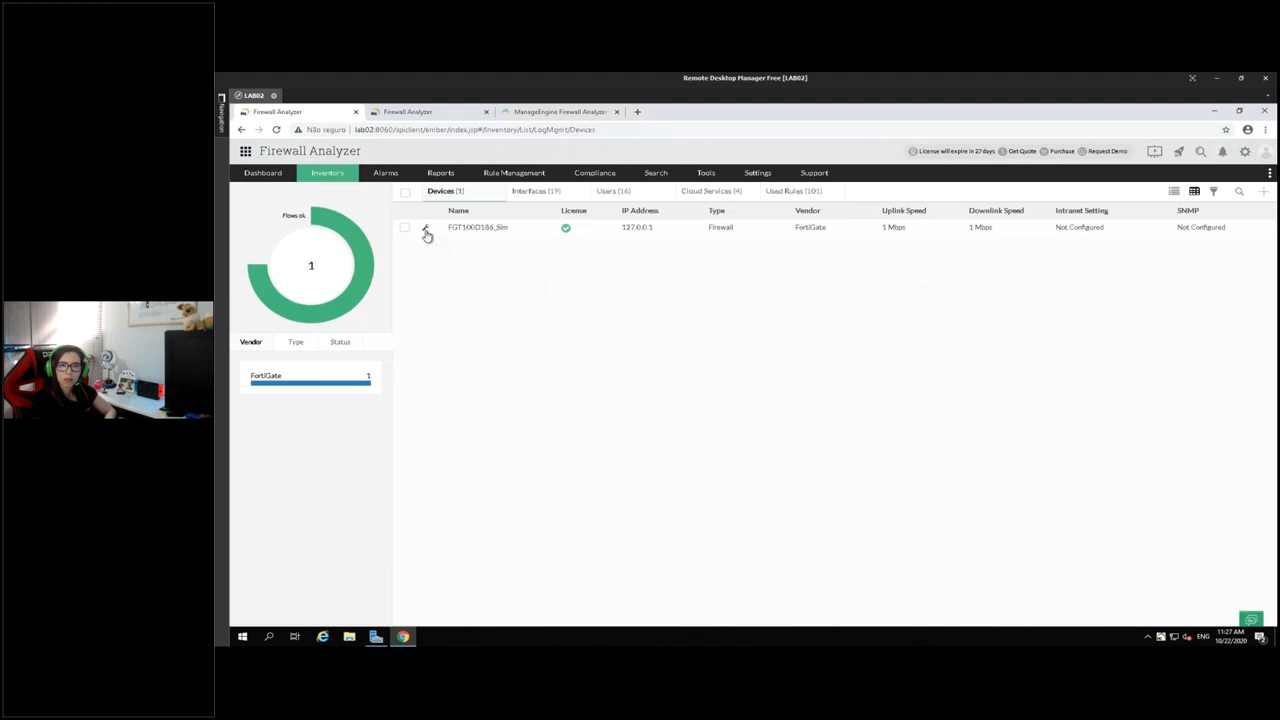 Remote Desktop Manager Free [LAB02]
LAB02
Navigation
Firewall Analyzer
Firewall Analyzer
ManageEngine Firewall Analyzer
Não seguro
lab02:8060/apiclient/ember/index.jsp#/Inventory/List/LogMgmt/Devices
Firewall Analyzer
License will expire in 27 days
Get Quote
Purchase
Request Demo
Dashboard
Inventory
Alarms
Reports
Rule Management
Compliance
Search
Tools
Settings
Support
Devices (1)
Interfaces (19)
Users (16)
Cloud Services (4)
Used Rules (101)
Name
License
IP Address
Type
Vendor
Uplink Speed
Downlink Speed
Intranet Setting
SNMP
FGT100D186_Sim
127.0.0.1
Firewall
FortiGate
1 Mbps
1 Mbps
Not Configured
Not Configured
Flows ok
1
Vendor
Type
Status
FortiGate
1
ENG
11:27 AM
10/22/2020